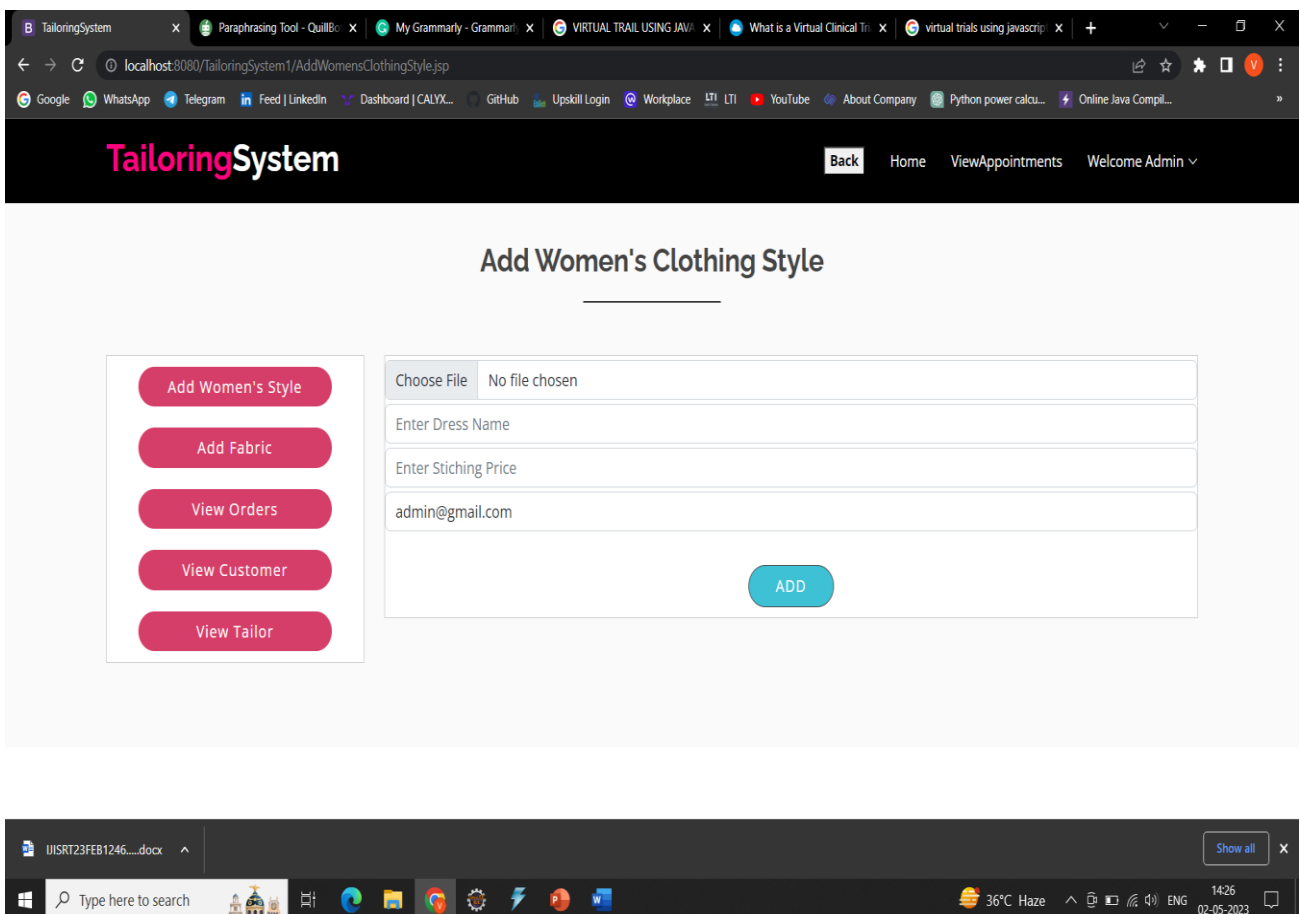 B TailoringSystem
Paraphrasing Tool - QuillBo
My Grammarly - Grammarly
VIRTUAL TRAIL USING JAVA
What is a Virtual Clinical Tri
virtual trials using javascrip
localhost:8080/TailoringSystem1/AddWomensClothingStyle.jsp
V
Google WhatsApp Telegram in Feed | LinkedIn Dashboard | CALYX... GitHub Upskill Login Workplace LTI LTI YouTube About Company Python power calcu... Online Java Compil... »
TailoringSystem
Back Home ViewAppointments Welcome Admin
Add Women's Clothing Style
Add Women's Style
Add Fabric
View Orders
View Customer
View Tailor
Choose File No file chosen
Enter Dress Name
Enter Stiching Price
admin@gmail.com
ADD
IJISRT23FEB1246.....docx
Show all
Type here to search
36°C Haze
ENG
14:26
02-05-2023